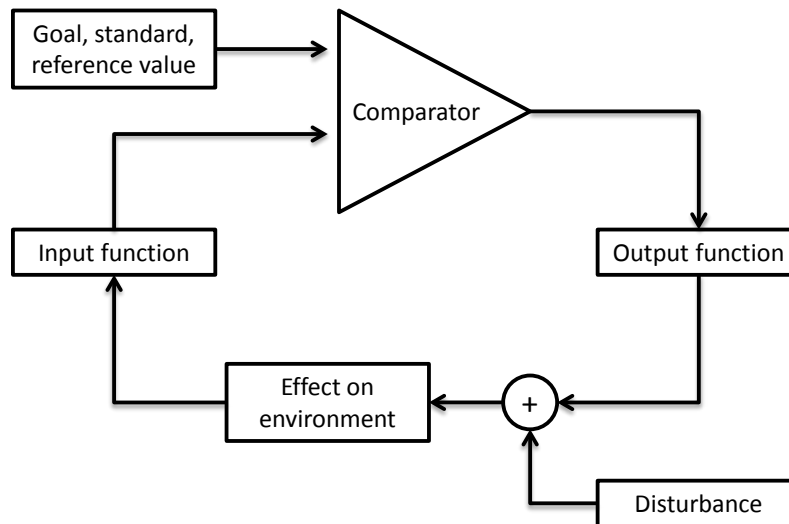 Goal, standard,
reference value
Comparator
Input function
Output function
Effect on
environment
+
Disturbance